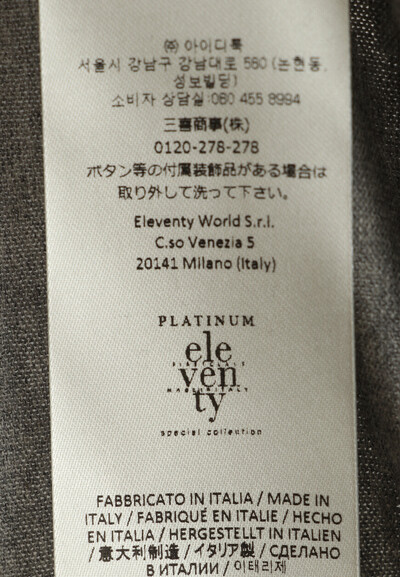 ㈜ 아이디룩
서울시 강남구 강남대로 560 (논현동,
성보빌딩)
소비자 상담실:080 455 8994
三喜商事(株)
0120-278-278
ボタン等の付属装飾品がある場合は
取り外して洗って下さい。
Eleventy World S.r.l.
C.so Venezia 5
20141 Milano (Italy)
PLATINUM
ele
ven
ty
special collection
FABBRICATO IN ITALIA / MADE IN
ITALY / FABRIQUÉ EN ITALIE / HECHO
EN ITALIA / HERGESTELLT IN ITALIEN
/ 意大利制造 / イタリア製 / СДЕЛАНО
В ИТАЛИИ / 이태리제